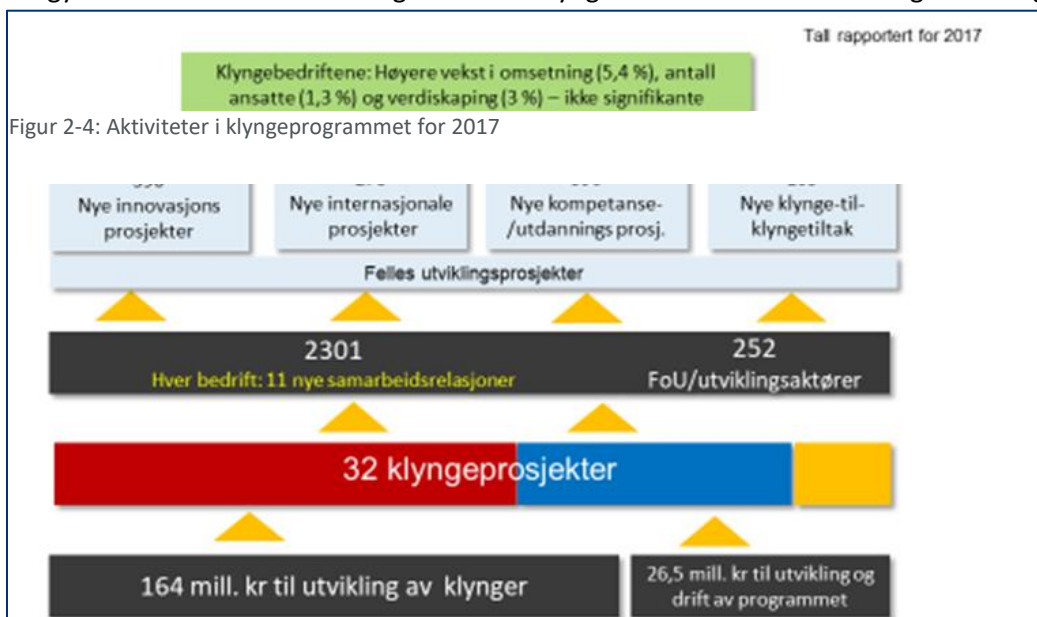 Tall rapportert for 2017
Klyngebedriftene: Høyere vekst i omsetning (5,4 %), antall
ansatte (1,3 %) og verdiskaping (3 %) – ikke signifikante
Figur 2-4: Aktiviteter i klyngeprogrammet for 2017
Nye innovasjons
prosjekter
Nye internasjonale
prosjekter
Nye kompetanse-
/utdannings prosj.
Nye klynge-til-
klyngetiltak
Felles utviklingsprosjekter
2301
Hver bedrift: 11 nye samarbeidsrelasjoner
252
FoU/utviklingsaktører
32 klyngeprosjekter
164 mill. kr til utvikling av klynger
26,5 mill. kr til utvikling og
drift av programmet